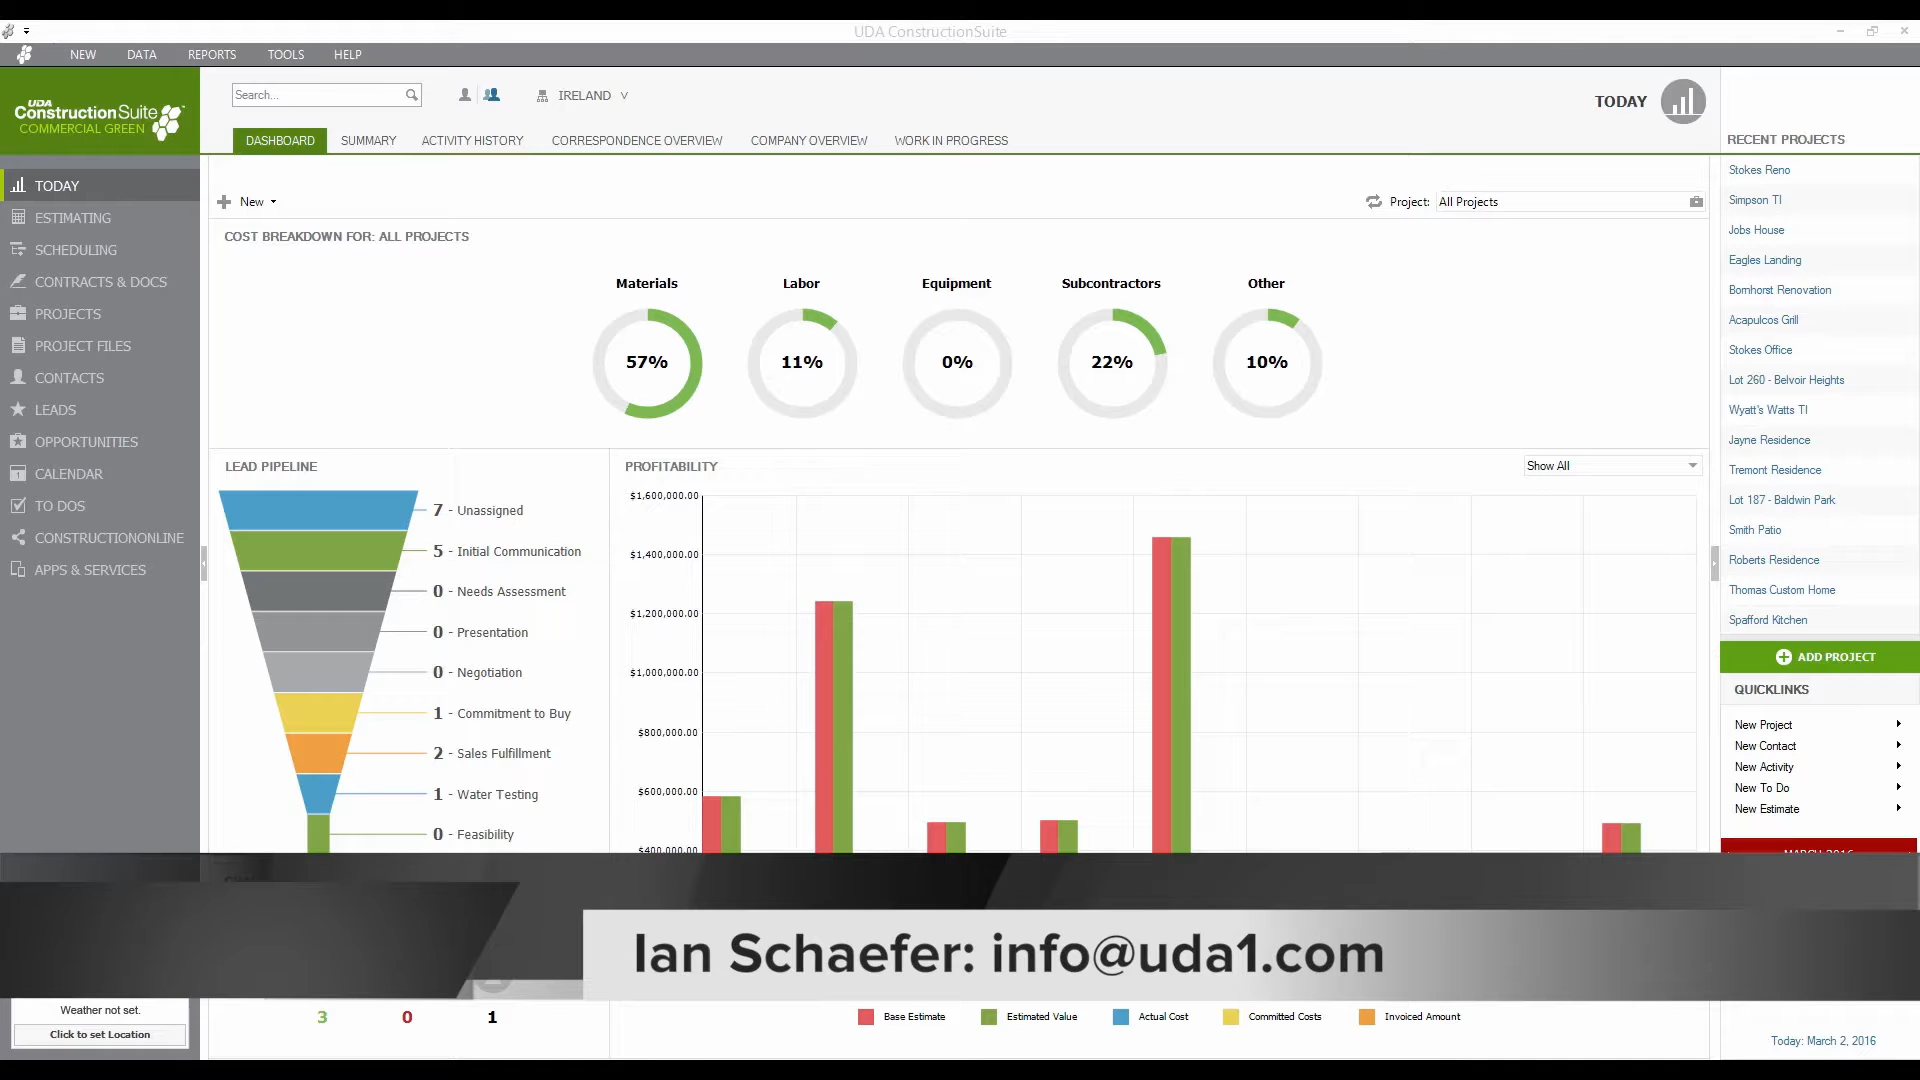 UDA ConstructionSuite
NEW DATA REPORTS TOOLS HELP
UDA
ConstructionSuite
COMMERCIAL GREEN
Search...
IRELAND
TODAY
DASHBOARD SUMMARY ACTIVITY HISTORY CORRESPONDENCE OVERVIEW COMPANY OVERVIEW WORK IN PROGRESS
TODAY
ESTIMATING
SCHEDULING
CONTRACTS & DOCS
PROJECTS
PROJECT FILES
CONTACTS
LEADS
OPPORTUNITIES
CALENDAR
TO DOS
CONSTRUCTIONONLINE
APPS & SERVICES
New
Project: All Projects
COST BREAKDOWN FOR: ALL PROJECTS
Materials Labor Equipment Subcontractors Other
57% 11% 0% 22% 10%
LEAD PIPELINE
7 - Unassigned
5 - Initial Communication
0 - Needs Assessment
0 - Presentation
0 - Negotiation
1 - Commitment to Buy
2 - Sales Fulfillment
1 - Water Testing
0 - Feasibility
PROFITABILITY
Show All
$1,600,000.00
$1,400,000.00
$1,200,000.00
$1,000,000.00
$800,000.00
$600,000.00
$400,000.00
RECENT PROJECTS
Stokes Reno
Simpson TI
Jobs House
Eagles Landing
Bornhorst Renovation
Acapulcos Grill
Stokes Office
Lot 260 - Belvoir Heights
Wyatt's Watts TI
Jayne Residence
Tremont Residence
Lot 187 - Baldwin Park
Smith Patio
Roberts Residence
Thomas Custom Home
Spafford Kitchen
ADD PROJECT
QUICKLINKS
New Project
New Contact
New Activity
New To Do
New Estimate
MARCH 2016
Ian Schaefer: info@uda1.com
Weather not set.
Click to set Location
3 0 1
Base Estimate Estimated Value Actual Cost Committed Costs Invoiced Amount
Today: March 2, 2016